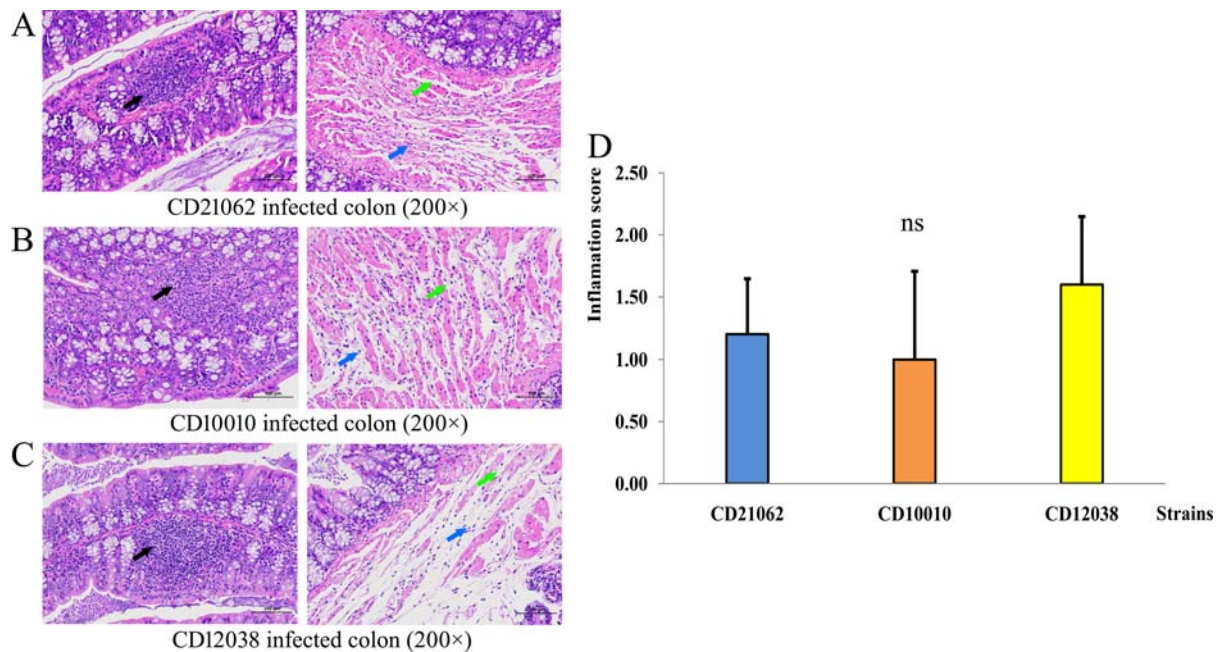 A
CD21062 infected colon (200×)
B
CD10010 infected colon (200×)
C
CD12038 infected colon (200×)
D
2.50
2.00
1.50
1.00
0.50
0.00
Inflamation score
ns
CD21062 CD10010 CD12038 Strains